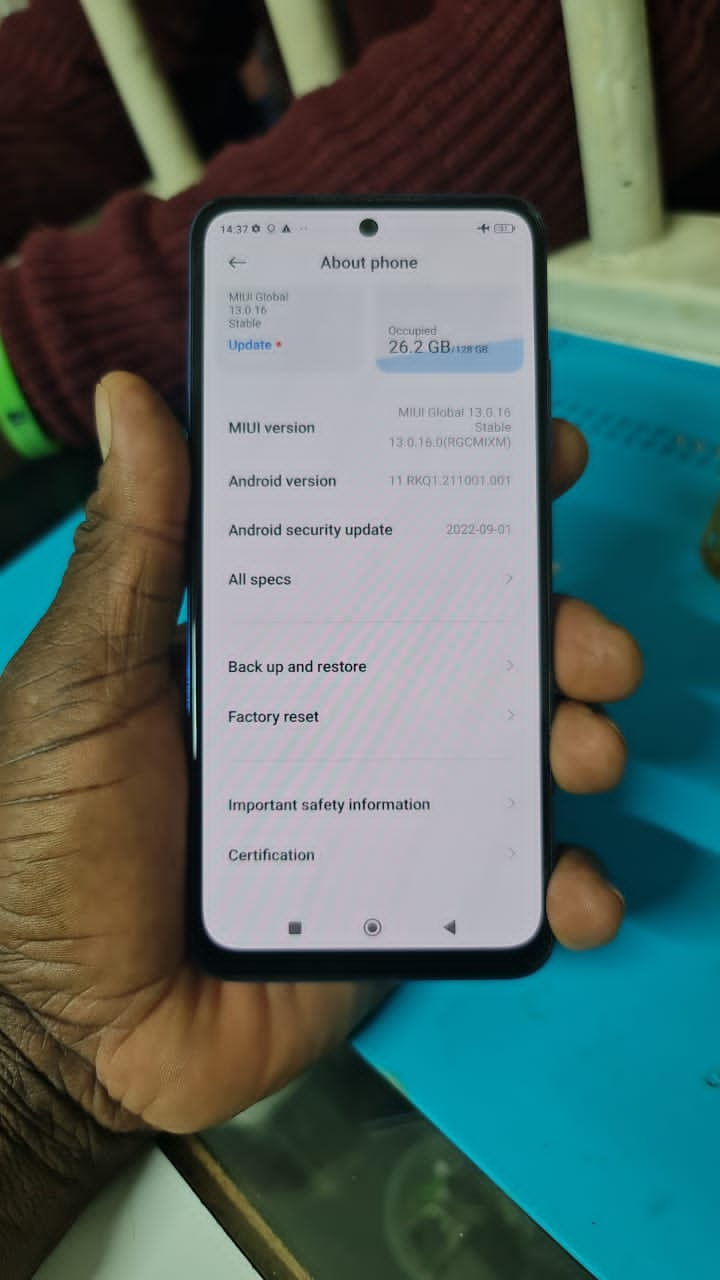 14:37
About phone
MIUI Global
13.0.16
Stable
Update
Occupied
26.2 GB/128 GB
MIUI version
MIUI Global 13.0.16
Stable
13.0.16.0(RGCMIXM)
Android version
11 RKQ1.211001.001
Android security update
2022-09-01
All specs
Back up and restore
Factory reset
Important safety information
Certification